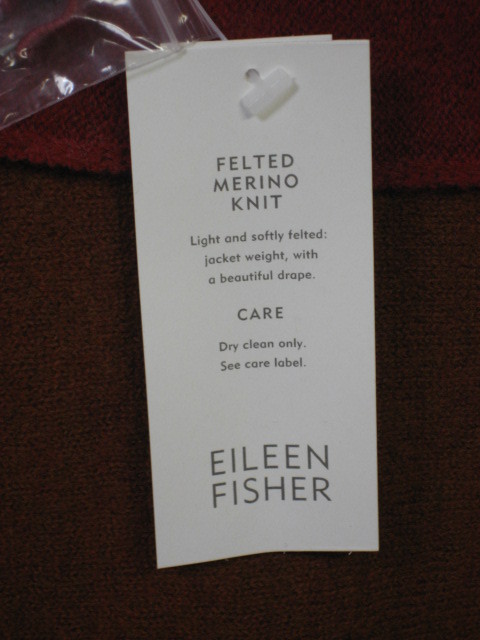 FELTED
MERINO
KNIT
Light and softly felted:
jacket weight, with
a beautiful drape.
CARE
Dry clean only.
See care label.
EILEEN
FISHER